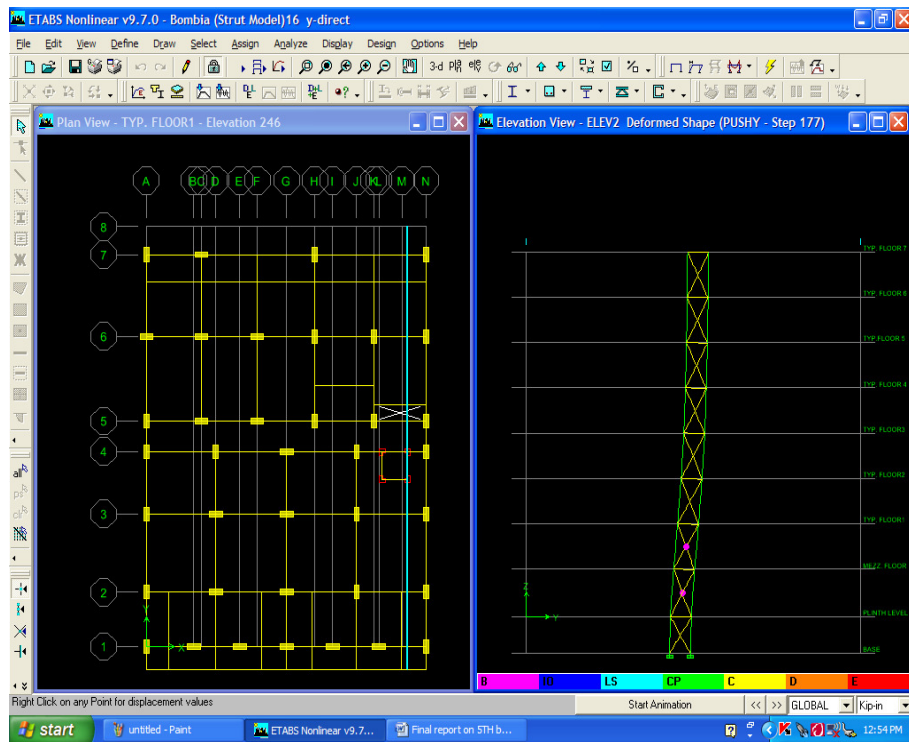 ETABS Nonlinear v9.7.0 - Bombia (Strut Model)16 y-direct
File Edit View Define Draw Select Assign Analyze Display Design Options Help
3-d
Plan View - TYP. FLOOR1 - Elevation 246
Elevation View - ELEV2 Deformed Shape (PUSHY - Step 177)
A B C D E F G H I J K L M N
8
7
6
5
4
3
2
1
Y
X
TYP. FLOOR 7
TYP. FLOOR 6
TYP. FLOOR 5
TYP. FLOOR 4
TYP. FLOOR3
TYP. FLOOR2
TYP. FLOOR1
MEZZ. FLOOR
PLINTH LEVEL
BASE
Z
Y
all
B IO LS CP C D E
Right Click on any Point for displacement values
Start Animation << >> GLOBAL Kip-in
start untitled - Paint ETABS Nonlinear v9.7... Final report on STH b... 12:54 PM